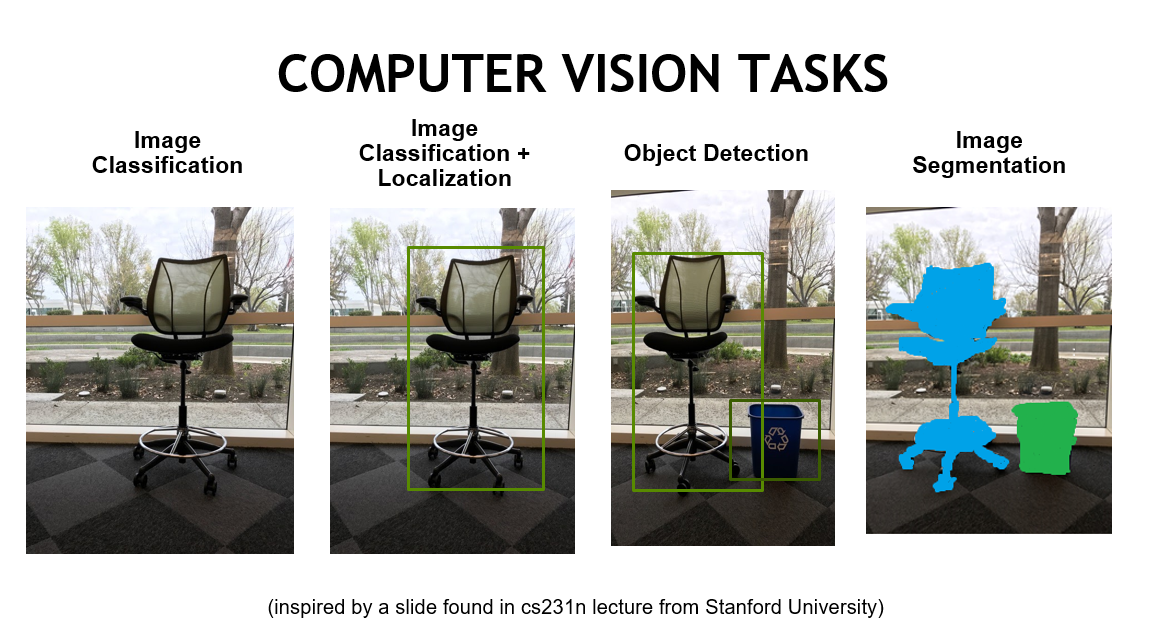 COMPUTER VISION TASKS
Image
Classification
Image
Classification +
Localization
Object Detection
Image
Segmentation
(inspired by a slide found in cs231n lecture from Stanford University)